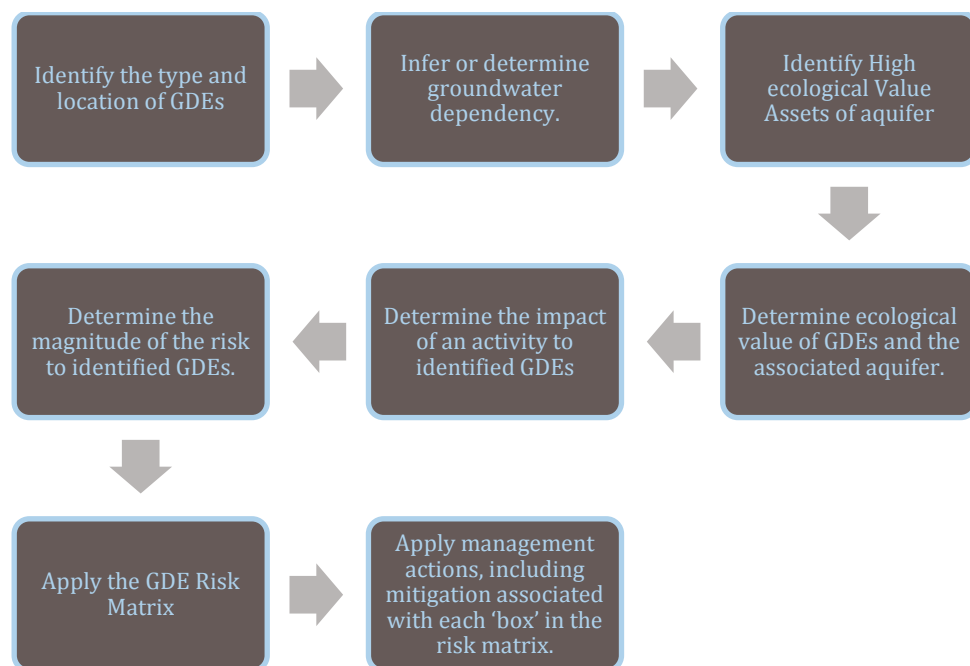 Identify the type and
location of GDEs
Infer or determine
groundwater
dependency.
Identify High
ecological Value
Assets of aquifer
Determine ecological
value of GDEs and the
associated aquifer.
Determine the impact
of an activity to
identified GDEs
Determine the
magnitude of the risk
to identified GDEs.
Apply the GDE Risk
Matrix
Apply management
actions, including
mitigation associated
with each ‘box’ in the
risk matrix.